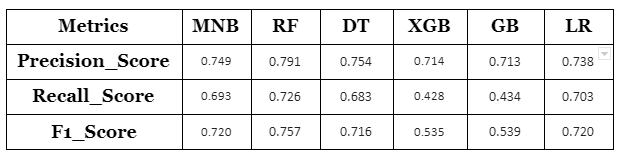 Metrics MNB RF DT XGB GB LR
Precision_Score 0.749 0.791 0.754 0.714 0.713 0.738
Recall_Score 0.693 0.726 0.683 0.428 0.434 0.703
F1_Score 0.720 0.757 0.716 0.535 0.539 0.720